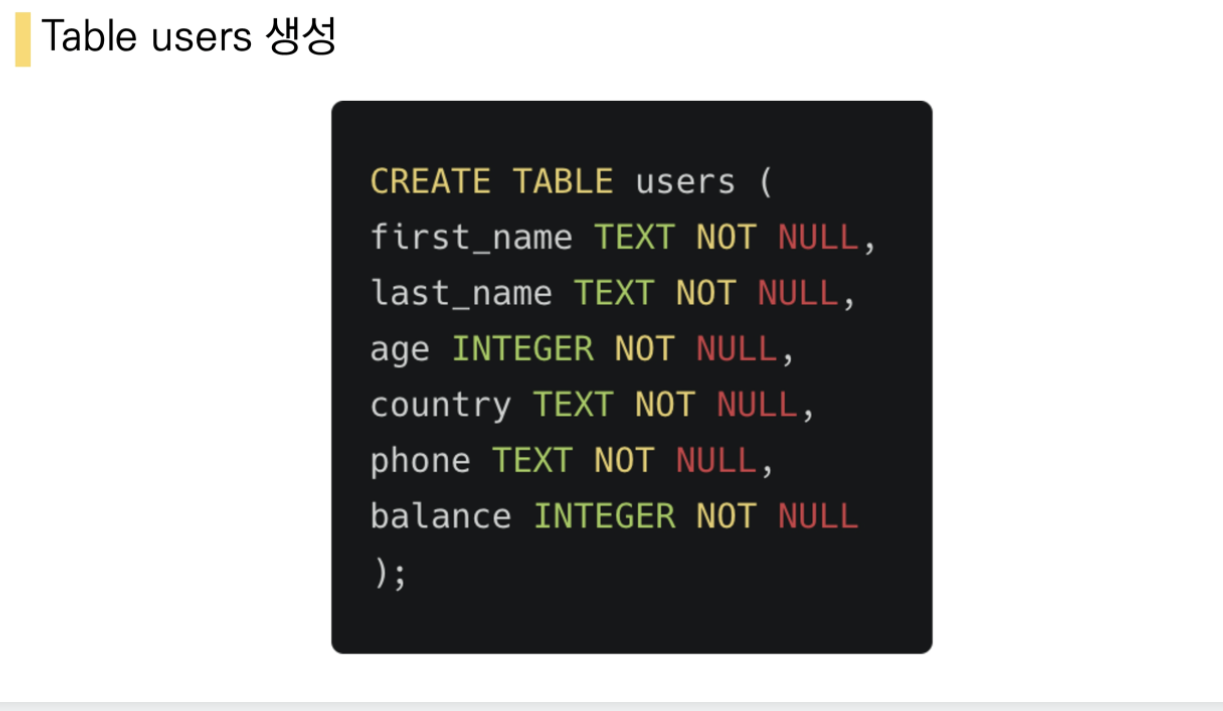 Table users 생성
CREATE TABLE users (
first_name TEXT NOT NULL,
last_name TEXT NOT NULL,
age INTEGER NOT NULL,
country TEXT NOT NULL,
phone TEXT NOT NULL,
balance INTEGER NOT NULL
);